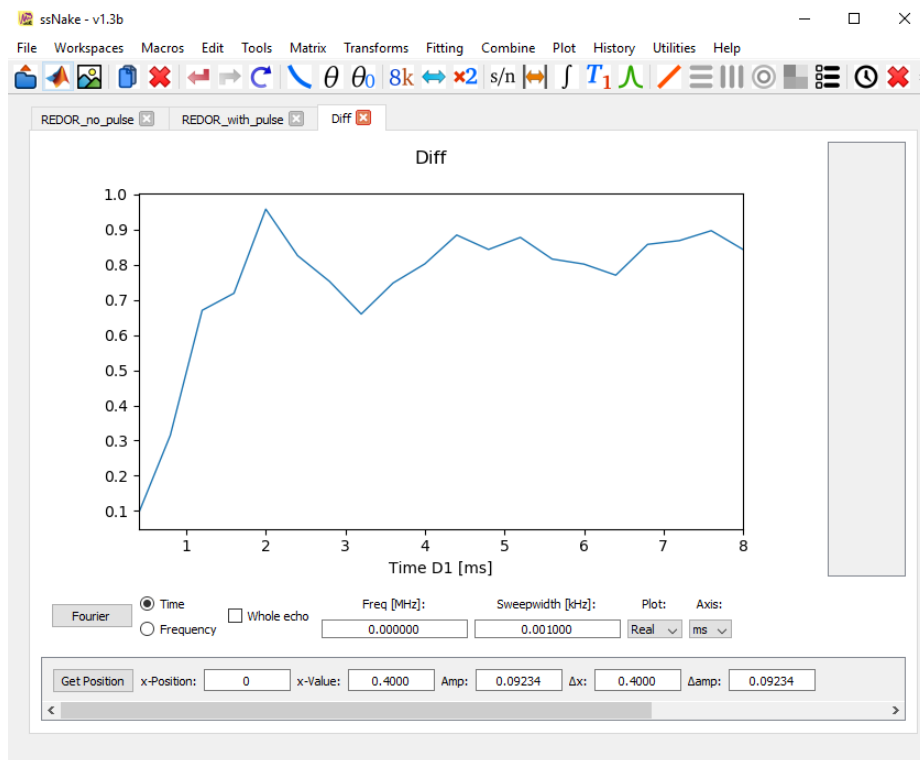 ssNake - v1.3b
File Workspaces Macros Edit Tools Matrix Transforms Fitting Combine Plot History Utilities Help
θ θ0 8k ×2 s/n ∫ T1
REDOR_no_pulse REDOR_with_pulse Diff
Diff
1.0
0.9
0.8
0.7
0.6
0.5
0.4
0.3
0.2
0.1
1 2 3 4 5 6 7 8
Time D1 [ms]
Fourier Time Frequency Whole echo
Freq [MHz]: Sweepwidth [kHz]: Plot: Axis:
0.000000 0.001000 Real ms
Get Position x-Position: 0 x-Value: 0.4000 Amp: 0.09234 Δx: 0.4000 Δamp: 0.09234